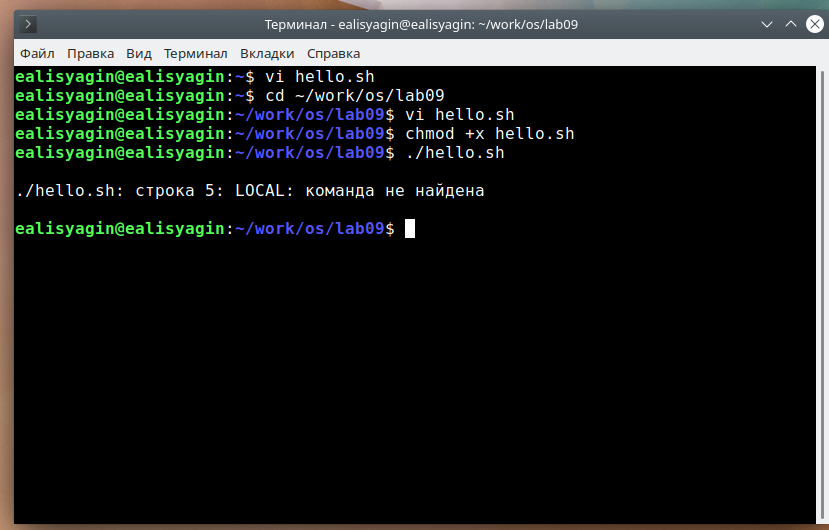 Терминал - ealisyagin@ealisyagin: ~/work/os/lab09
Файл Правка Вид Терминал Вкладки Справка
ealisyagin@ealisyagin:~$ vi hello.sh
ealisyagin@ealisyagin:~$ cd ~/work/os/lab09
ealisyagin@ealisyagin:~/work/os/lab09$ vi hello.sh
ealisyagin@ealisyagin:~/work/os/lab09$ chmod +x hello.sh
ealisyagin@ealisyagin:~/work/os/lab09$ ./hello.sh
./hello.sh: строка 5: LOCAL: команда не найдена
ealisyagin@ealisyagin:~/work/os/lab09$